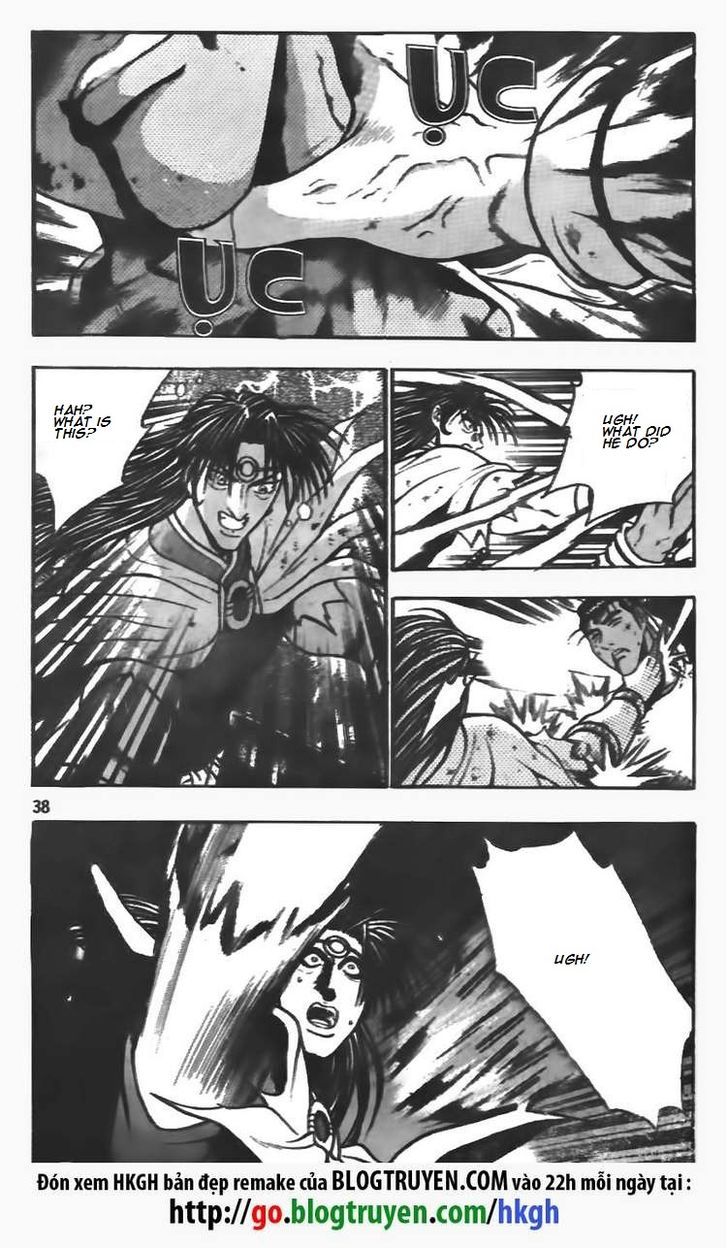 ỤC
ỤC
HAH?
WHAT IS
THIS?
UGH!
WHAT DID
HE DO?
38
UGH!
Đón xem HKGH bản đẹp remake của BLOGTRUYEN.COM vào 22h mỗi ngày tại :
http://go.blogtruyen.com/hkgh